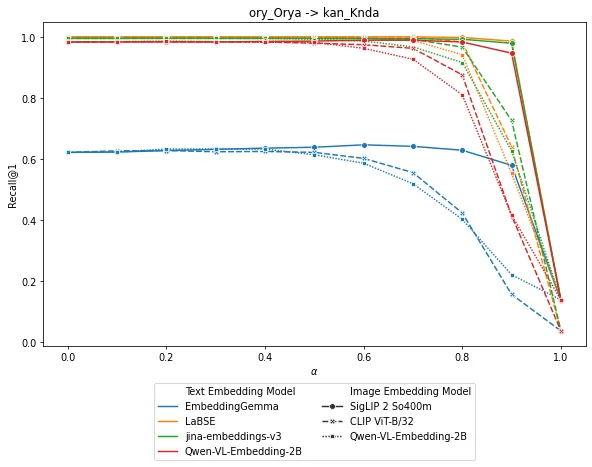 ory_Orya -> kan_Knda
Recall@1
1.0
0.8
0.6
0.4
0.2
0.0
0.0 0.2 0.4 0.6 0.8 1.0
α
Text Embedding Model Image Embedding Model
EmbeddingGemma SigLIP 2 So400m
LaBSE CLIP ViT-B/32
jina-embeddings-v3 Qwen-VL-Embedding-2B
Qwen-VL-Embedding-2B